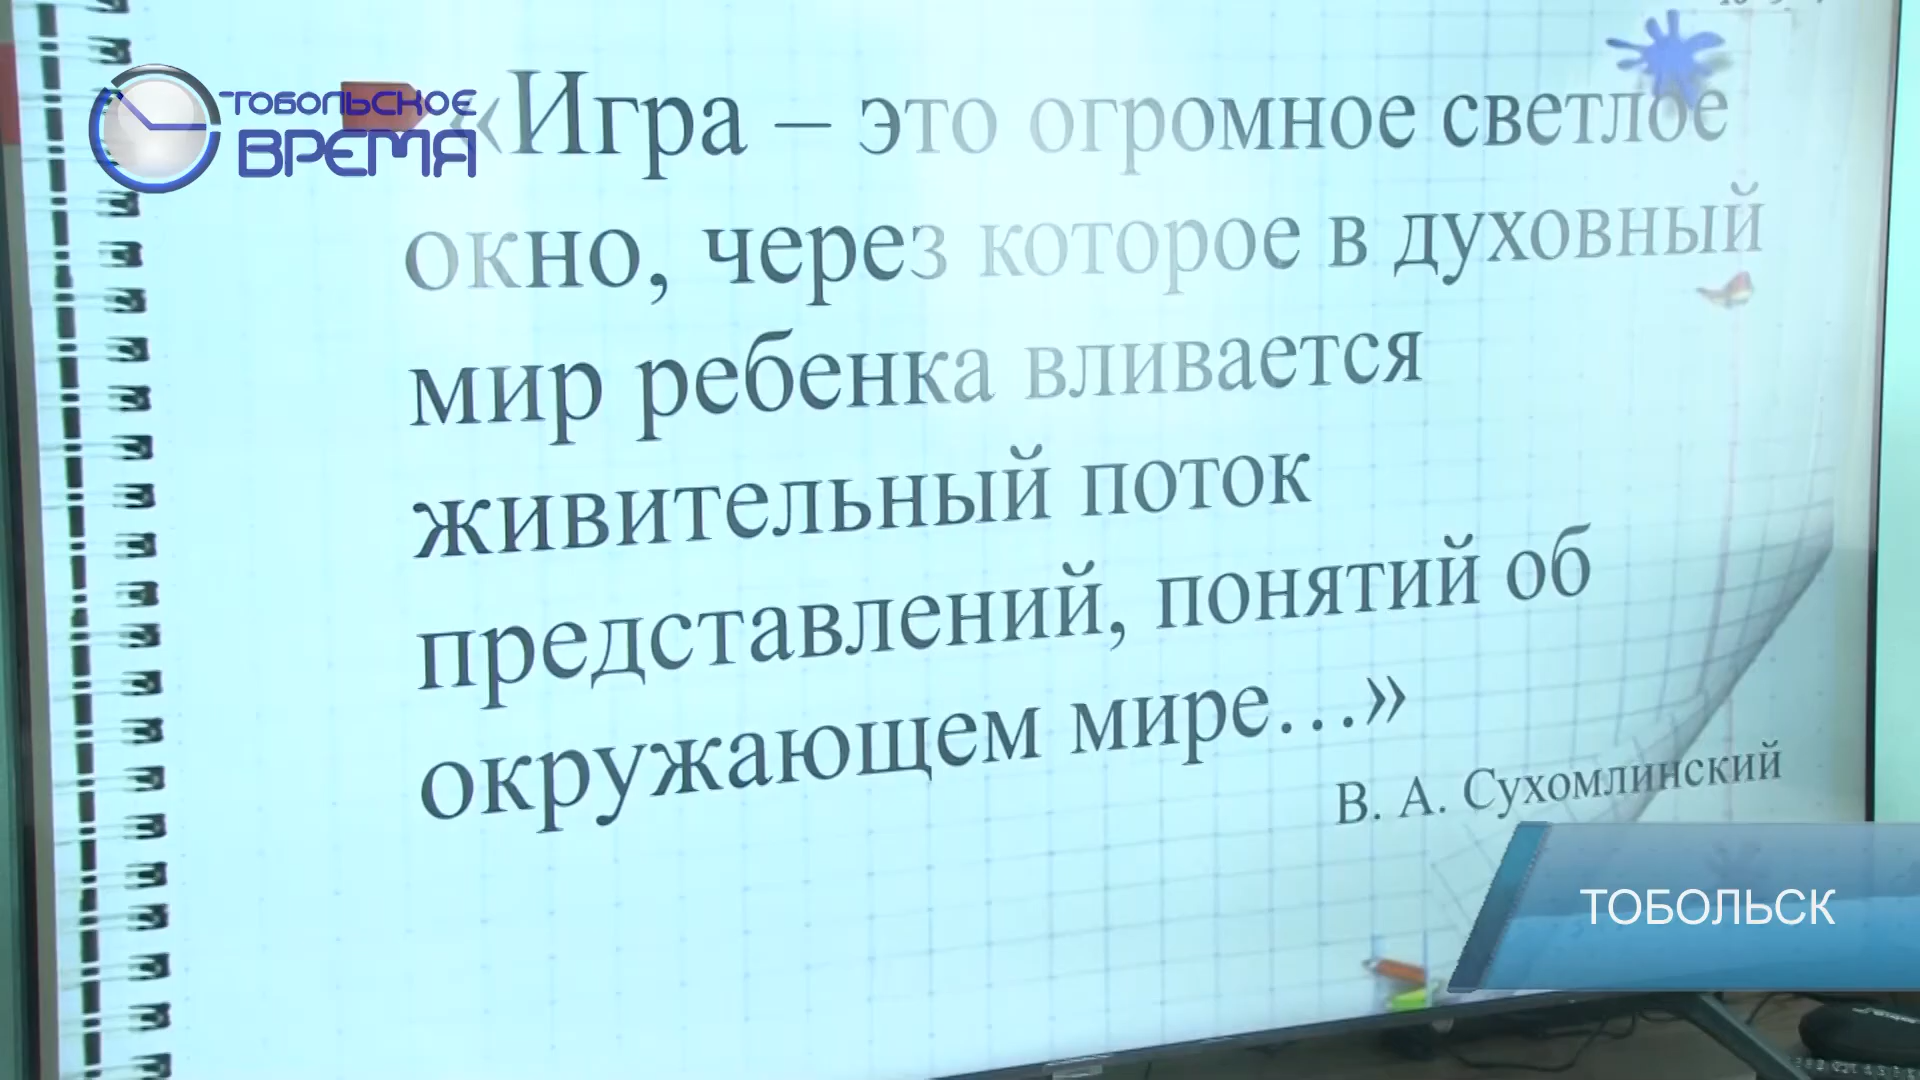 ТОБОЛЬСКОЕ
ВРЕМЯ
«Игра – это огромное светлое
окно, через которое в духовный
мир ребенка вливается
живительный поток
представлений, понятий об
окружающем мире…»
В. А. Сухомлинский
ТОБОЛЬСК